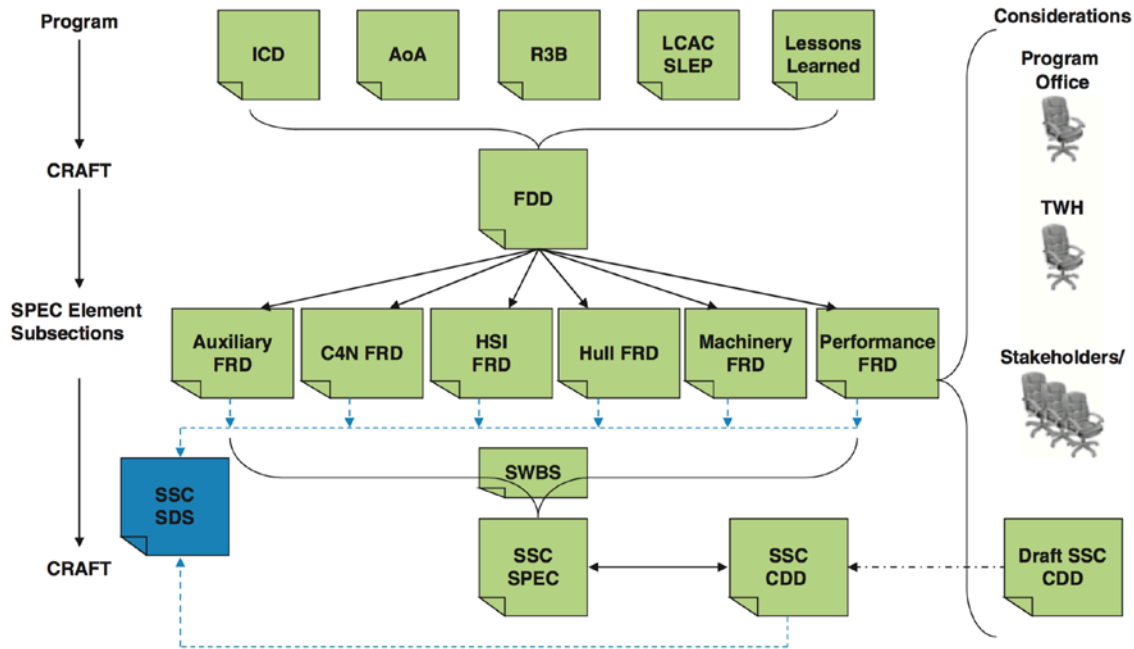 Program
ICD
AoA
R3B
LCAC
SLEP
Lessons
Learned
Considerations
Program
Office
CRAFT
FDD
TWH
SPEC Element
Subsections
Auxiliary
FRD
C4N FRD
HSI
FRD
Hull FRD
Machinery
FRD
Performance
FRD
Stakeholders/
SWBS
SSC
SDS
CRAFT
SSC
SPEC
SSC
CDD
Draft SSC
CDD